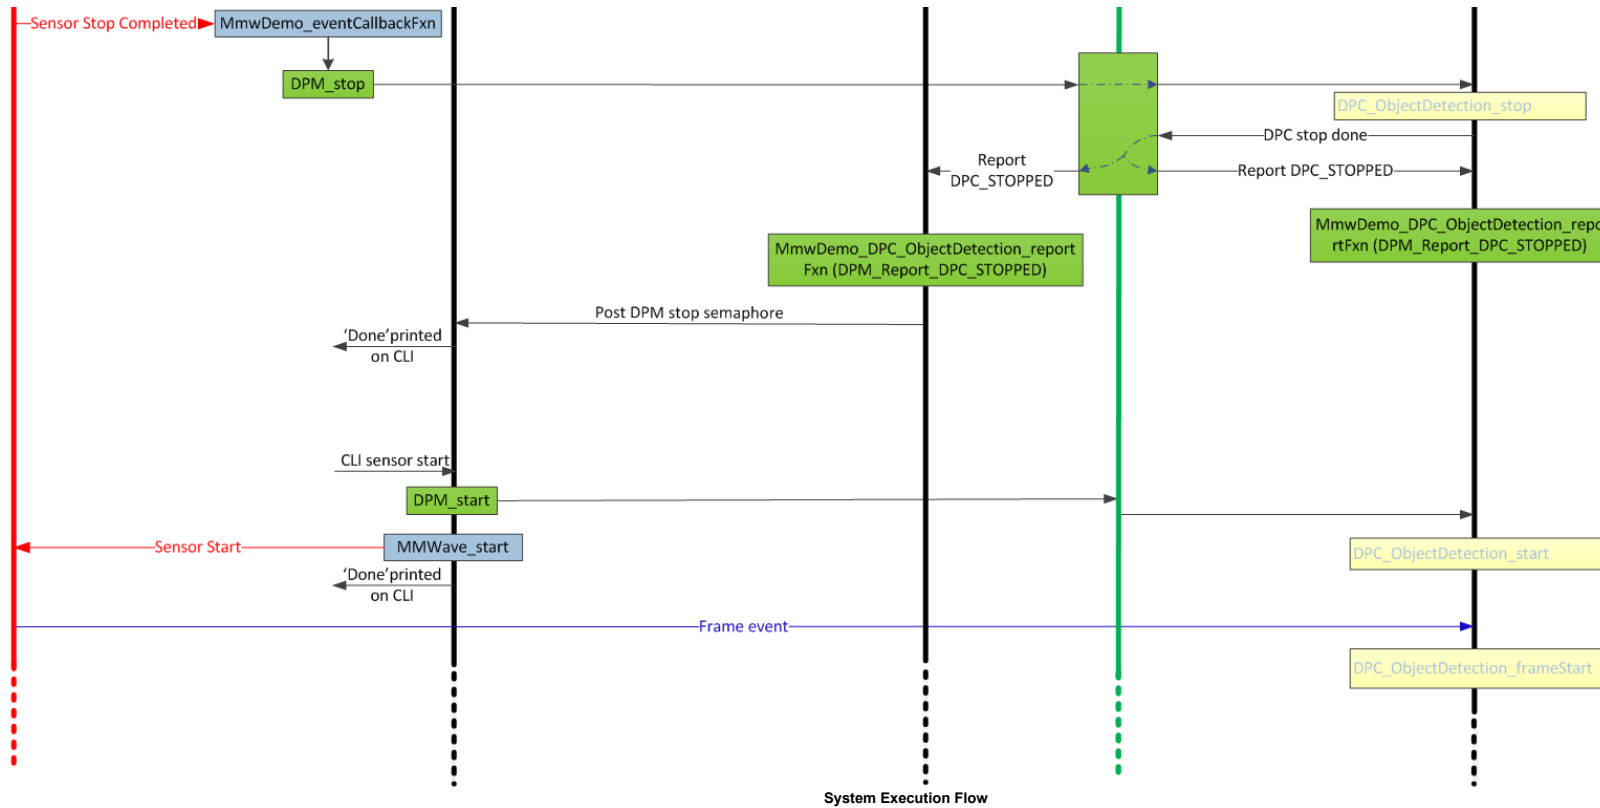 Sensor Stop Completed
MmwDemo_eventCallbackFxn
DPM_stop
DPC_ObjectDetection_stop
DPC stop done
Report
DPC_STOPPED
Report DPC_STOPPED
MmwDemo_DPC_ObjectDetection_repo
rtFxn (DPM_Report_DPC_STOPPED)
MmwDemo_DPC_ObjectDetection_report
Fxn (DPM_Report_DPC_STOPPED)
Post DPM stop semaphore
‘Done’printed
on CLI
CLI sensor start
DPM_start
Sensor Start
MMWave_start
DPC_ObjectDetection_start
‘Done’printed
on CLI
Frame event
DPC_ObjectDetection_frameStart
System Execution Flow